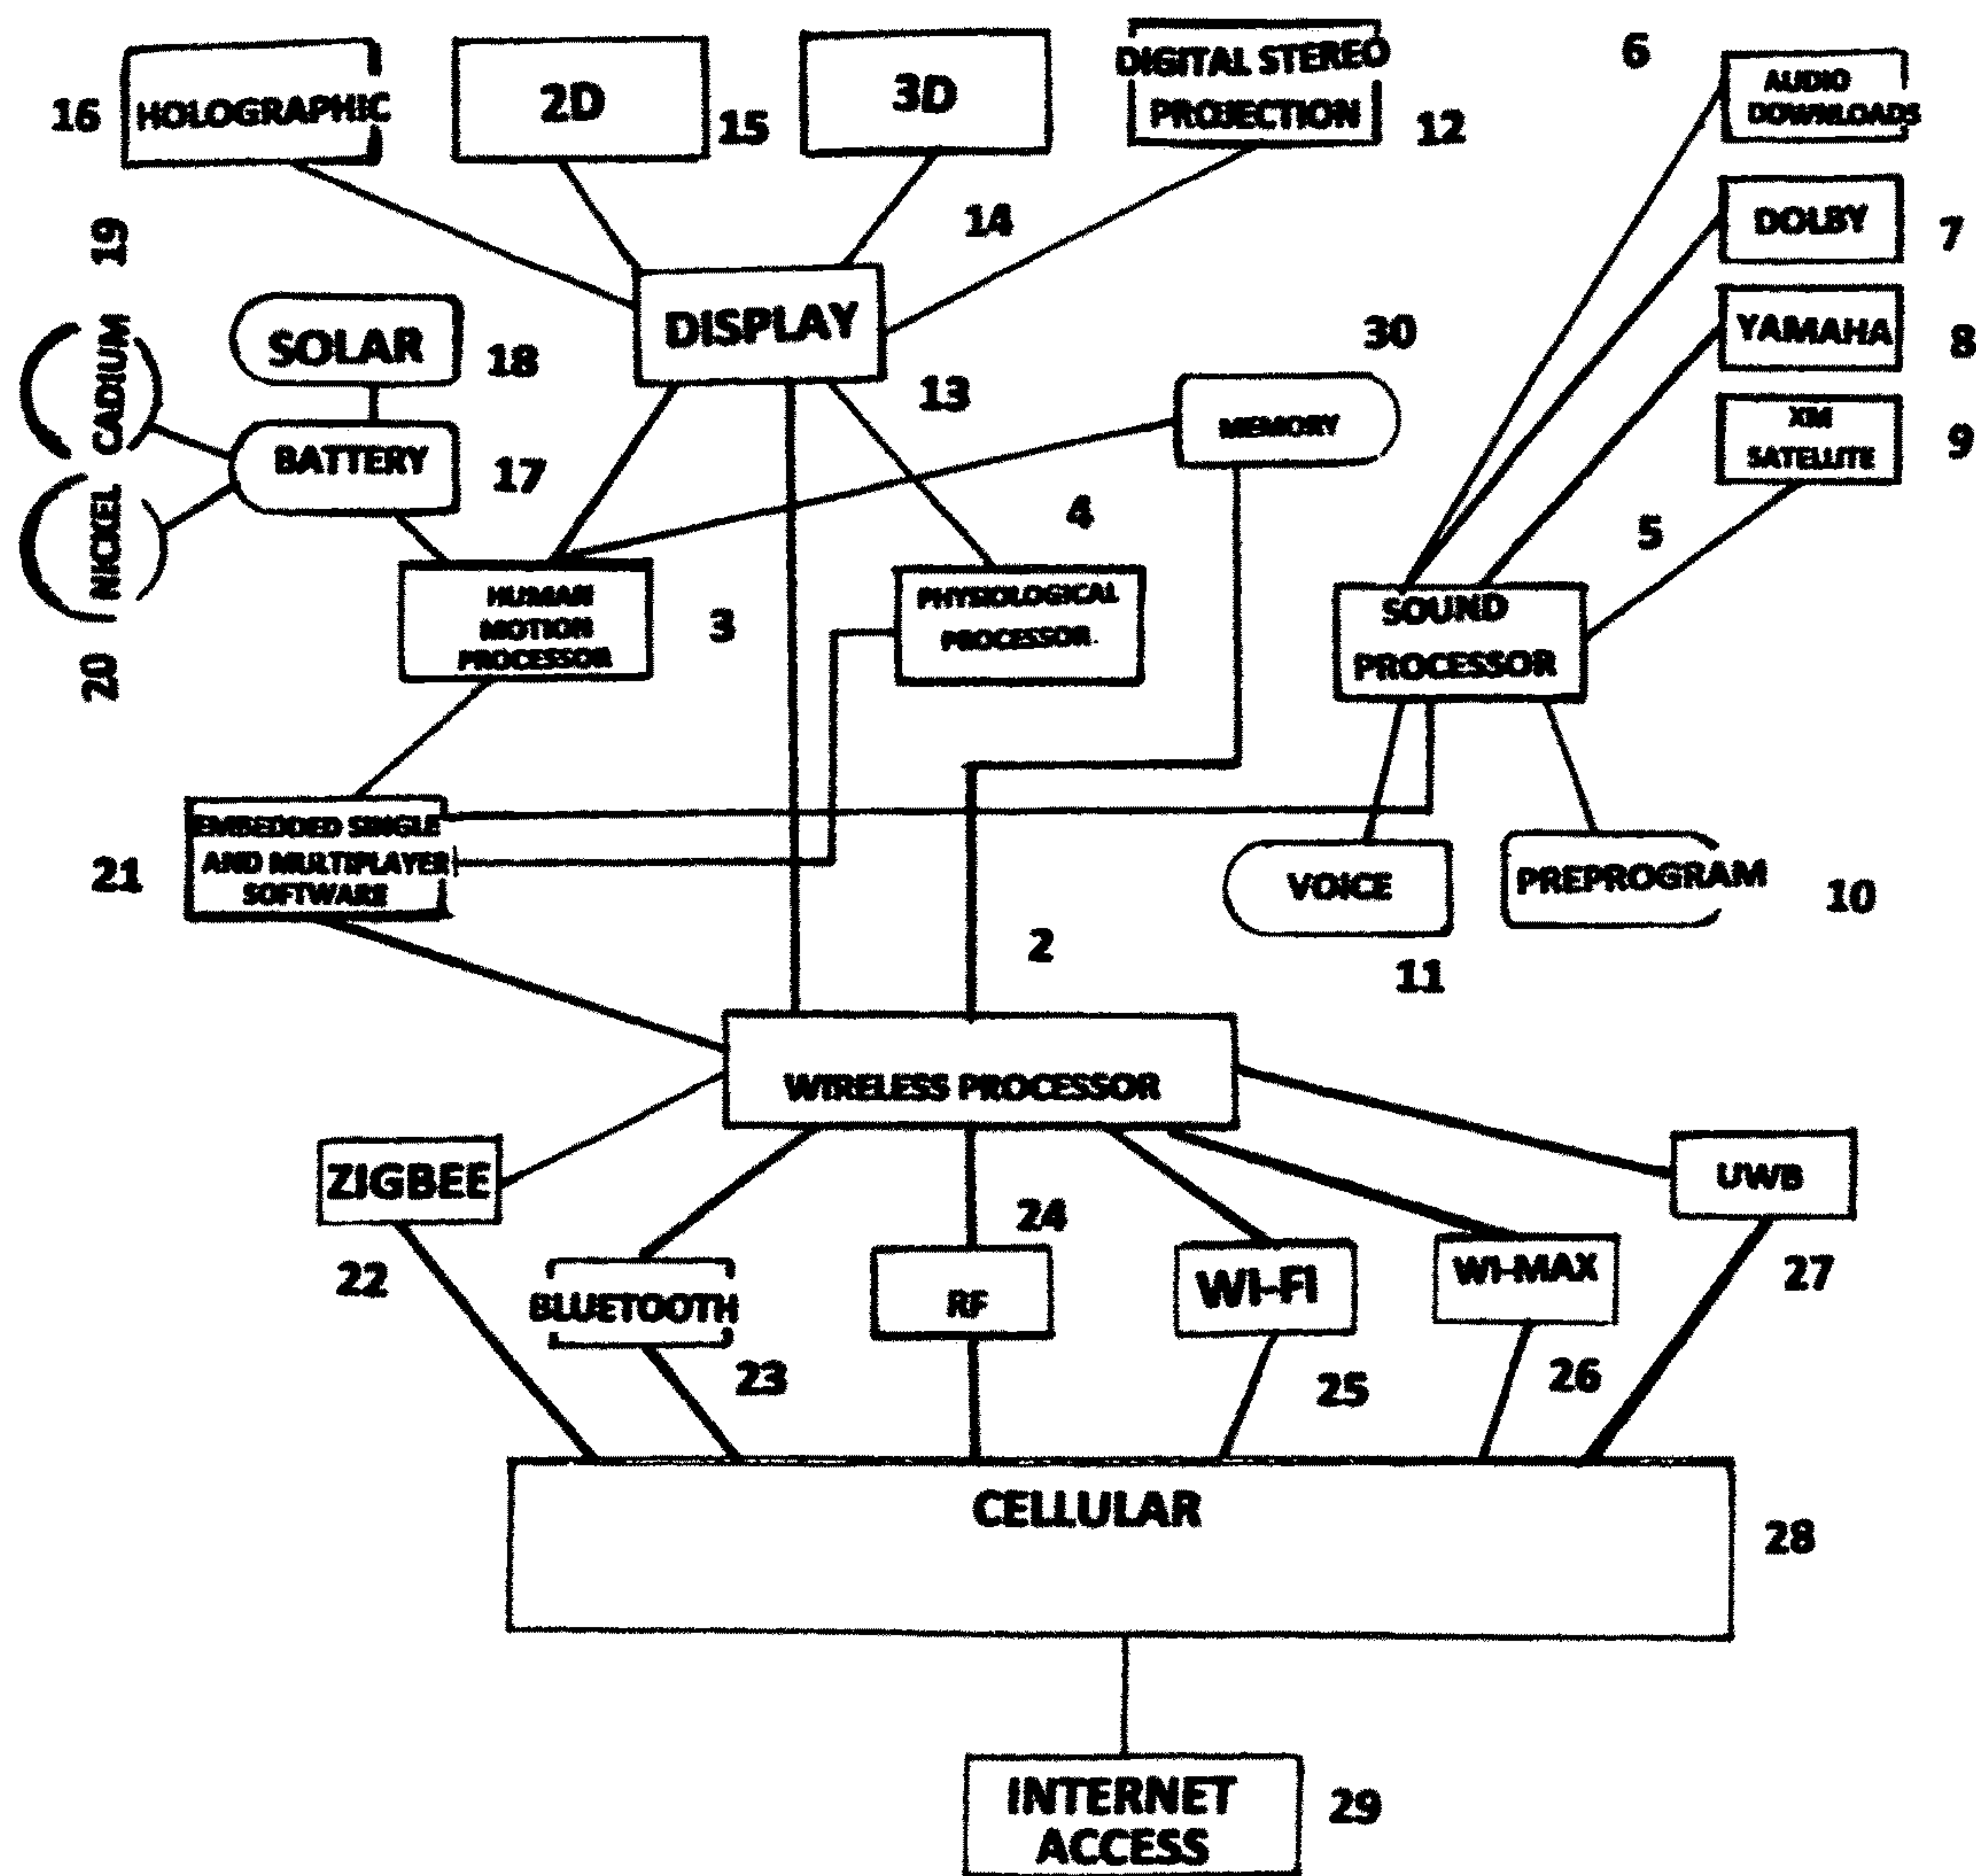 16
HOLOGRAPHIC
2D
15
3D
DIGITAL STEREO
PROJECTION
12
6
AUDIO
DOWNLOADS
14
DOLBY
7
19
CADIUM
SOLAR
18
DISPLAY
13
30
MEMORY
YAMAHA
8
XM
SATELLITE
9
NICKEL
BATTERY
17
4
5
20
HUMAN
MOTION
PROCESSOR
3
PHYSIOLOGICAL
PROCESSOR.
SOUND
PROCESSOR
21
EMBEDDED SINGLE
AND MULTIPLAYER
SOFTWARE
VOICE
11
PREPROGRAM
10
2
WIRELESS PROCESSOR
ZIGBEE
22
BLUETOOTH
23
24
RF
WI-FI
25
WI-MAX
26
UWB
27
CELLULAR
28
INTERNET
ACCESS
29